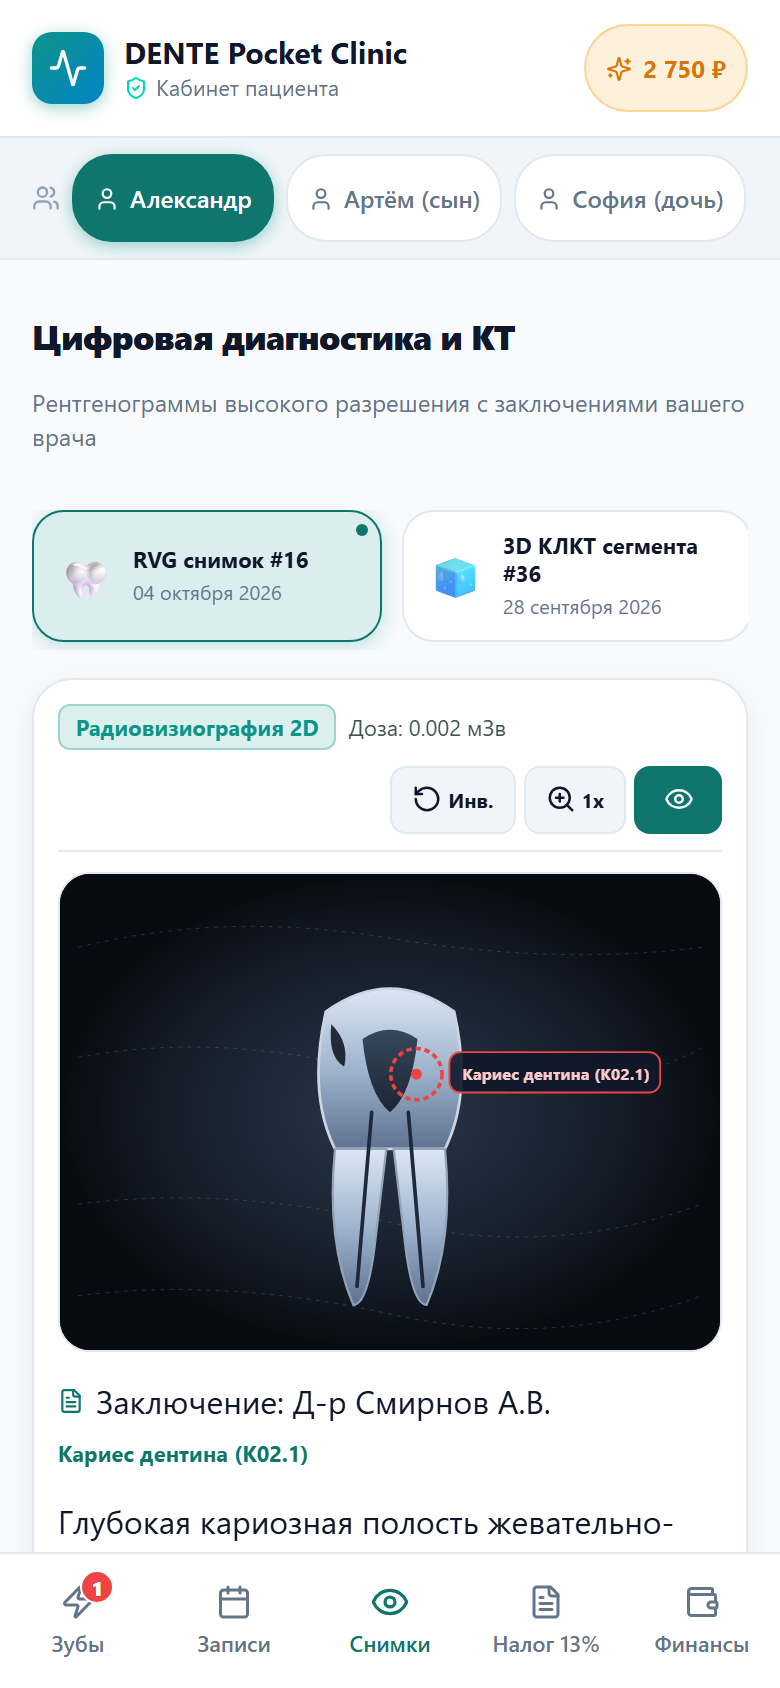 DENTE Pocket Clinic
Кабинет пациента
2 750 ₽
Александр
Артём (сын)
София (дочь)
Цифровая диагностика и КТ
Рентгенограммы высокого разрешения с заключениями вашего
врача
RVG снимок #16
04 октября 2026
3D КЛКТ сегмента
#36
28 сентября 2026
Радиовизиография 2D
Доза: 0.002 мЗв
Инв.
1x
Кариес дентина (K02.1)
Заключение: Д-р Смирнов А.В.
Кариес дентина (K02.1)
Глубокая кариозная полость жевательно-
1
Зубы
Записи
Снимки
Налог 13%
Финансы